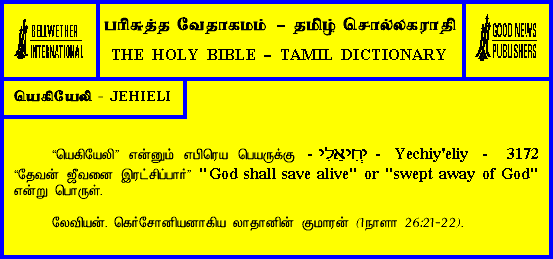 BELLWETHER
INTERNATIONAL
பரிசுத்த வேதாகமம் – தமிழ் சொல்லகராதி
THE HOLY BIBLE – TAMIL DICTIONARY
GOOD NEWS
PUBLISHERS
யெகியேலி - JEHIELI
“யெகியேலி” என்னும் எபிரெய பெயருக்கு - יְחִיאֵלִי - Yechiy'eliy - 3172
“தேவன் ஜீவனை இரட்சிப்பார்” "God shall save alive" or "swept away of God"
என்று பொருள்.
லேவியன். கெர்சோனியனாகிய லாதானின் குமாரன் (1நாளா 26:21-22).